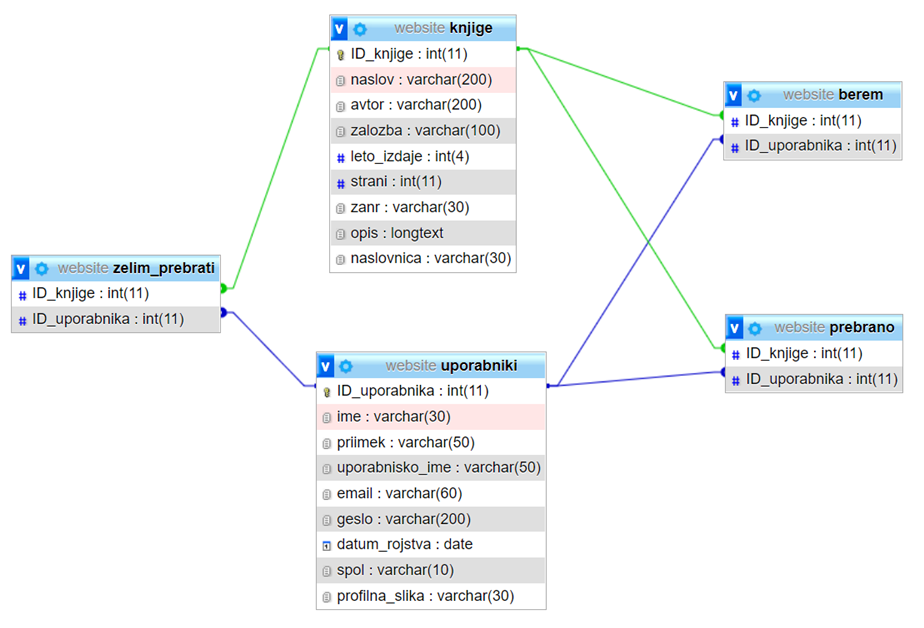 v website knjige
ID_knjige : int(11)
naslov : varchar(200)
avtor : varchar(200)
zalozba : varchar(100)
# leto_izdaje : int(4)
# strani : int(11)
zanr : varchar(30)
opis : longtext
naslovnica : varchar(30)
v website berem
# ID_knjige : int(11)
# ID_uporabnika : int(11)
v website zelim_prebrati
# ID_knjige : int(11)
# ID_uporabnika : int(11)
v website prebrano
# ID_knjige : int(11)
# ID_uporabnika : int(11)
v website uporabniki
ID_uporabnika : int(11)
ime : varchar(30)
priimek : varchar(50)
uporabnisko_ime : varchar(50)
email : varchar(60)
geslo : varchar(200)
datum_rojstva : date
spol : varchar(10)
profilna_slika : varchar(30)